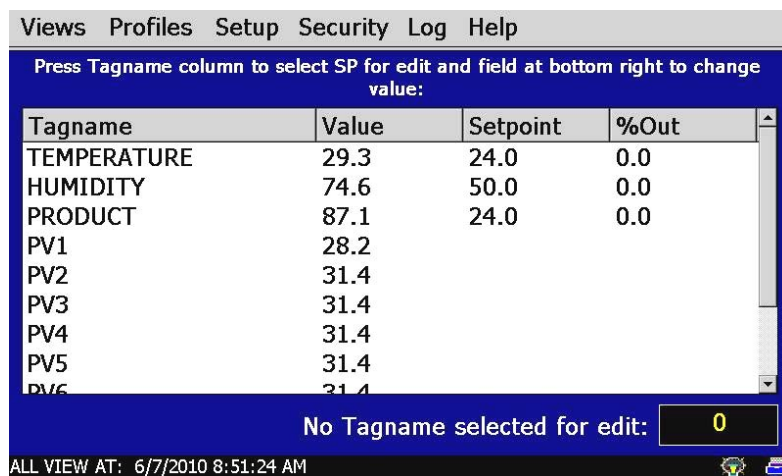 Views Profiles Setup Security Log Help
Press Tagname column to select SP for edit and field at bottom right to change
value:
Tagname Value Setpoint %Out
TEMPERATURE 29.3 24.0 0.0
HUMIDITY 74.6 50.0 0.0
PRODUCT 87.1 24.0 0.0
PV1 28.2
PV2 31.4
PV3 31.4
PV4 31.4
PV5 31.4
PV6 31.4
No Tagname selected for edit: 0
ALL VIEW AT: 6/7/2010 8:51:24 AM